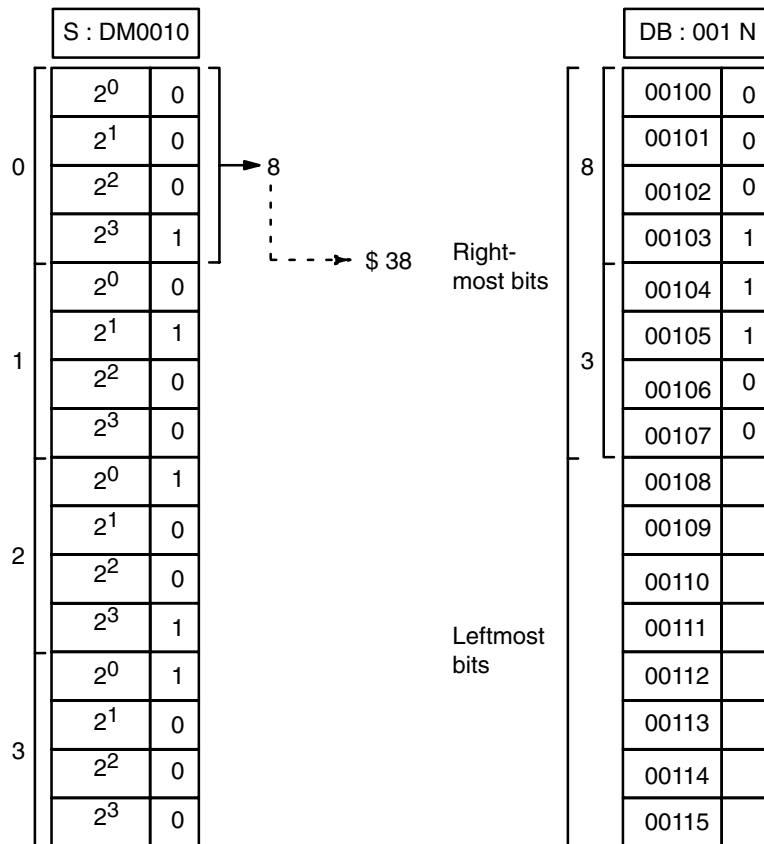 S : DM0010 DB : 001 N
2⁰ 0 00100 0
2¹ 0 00101 0
0 8 8
2² 0 00102 0
2³ 1 00103 1
$ 38
Right-
most bits
2⁰ 0 00104 1
2¹ 1 00105 1
1 3
2² 0 00106 0
2³ 0 00107 0
2⁰ 1 00108
2¹ 0 00109
2
2² 0 00110
2³ 1 00111
Leftmost
bits
2⁰ 1 00112
2¹ 0 00113
3
2² 0 00114
2³ 0 00115